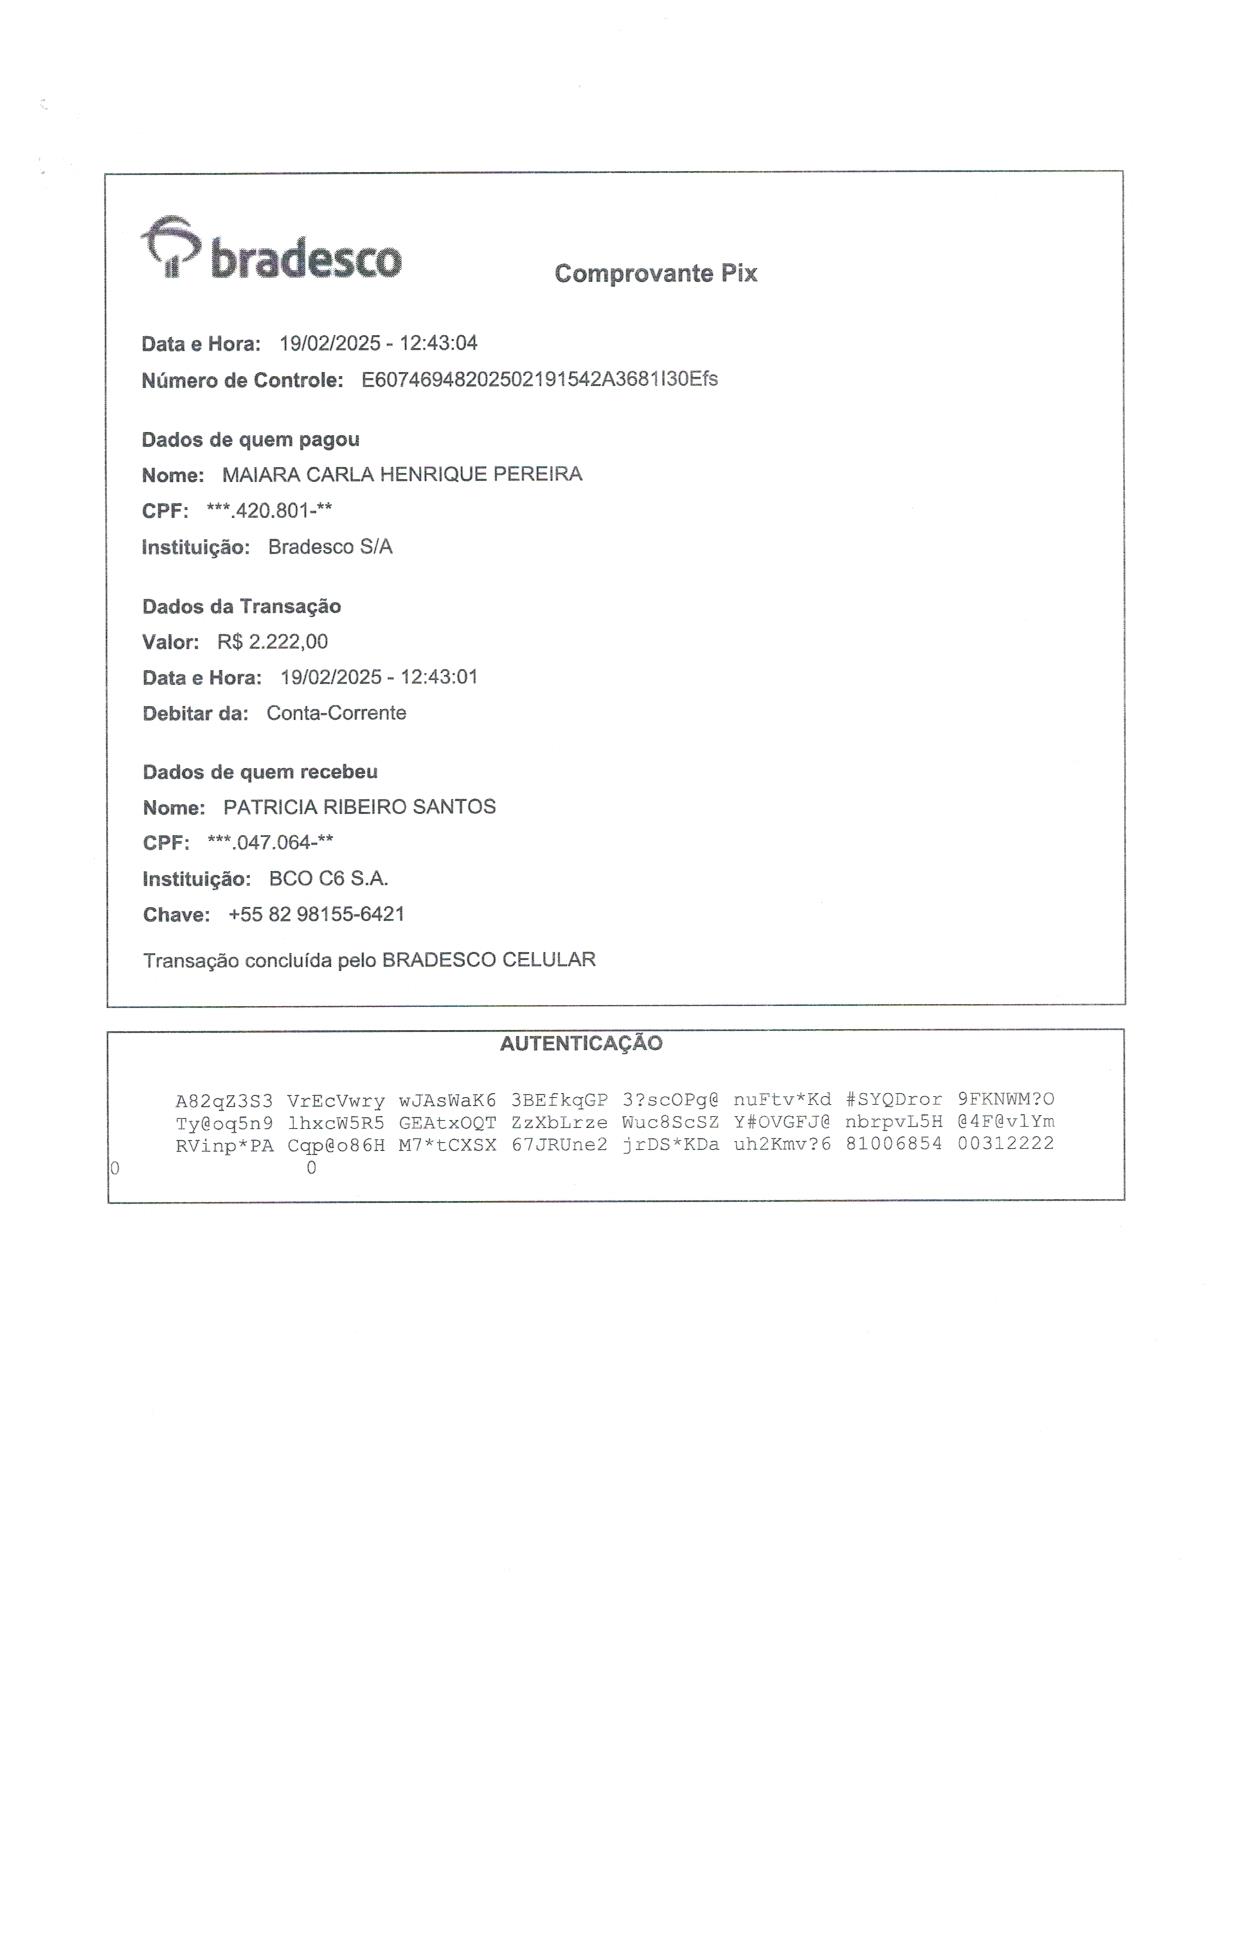 bradesco
Comprovante Pix
Data e Hora: 19/02/2025 - 12:43:04
Número de Controle: E60746948202502191542A3681I30Efs
Dados de quem pagou
Nome: MAIARA CARLA HENRIQUE PEREIRA
CPF: ***.420.801-**
Instituição: Bradesco S/A
Dados da Transação
Valor: R$ 2.222,00
Data e Hora: 19/02/2025 - 12:43:01
Debitar da: Conta-Corrente
Dados de quem recebeu
Nome: PATRICIA RIBEIRO SANTOS
CPF: ***.047.064-**
Instituição: BCO C6 S.A.
Chave: +55 82 98155-6421
Transação concluída pelo BRADESCO CELULAR
AUTENTICAÇÃO
A82qZ3S3 VrEcVwry wJAsWaK6 3BEfkqGP 3?scOPg@ nuFtv*Kd #SYQDror 9FKNWM?O
Ty@oq5n9 lhxcW5R5 GEAtxOQT ZzXbLrze Wuc8ScSZ Y#OVGFJ@ nbrpvL5H @4F@vlYm
RVinp*PA Cqp@o86H M7*tCXSX 67JRUne2 jrDS*KDa uh2Kmv?6 81006854 00312222
0 0